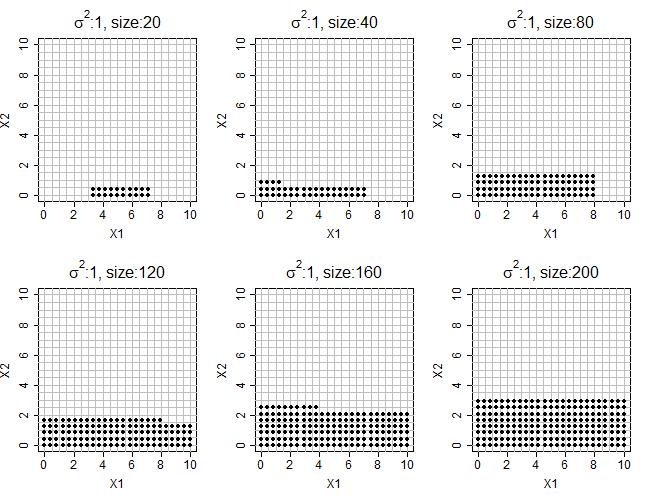 σ²:1, size:20
σ²:1, size:40
σ²:1, size:80
X2
0 2 4 6 8 10
0 2 4 6 8 10
X1
X2
0 2 4 6 8 10
0 2 4 6 8 10
X1
X2
0 2 4 6 8 10
0 2 4 6 8 10
X1
σ²:1, size:120
σ²:1, size:160
σ²:1, size:200
X2
0 2 4 6 8 10
0 2 4 6 8 10
X1
X2
0 2 4 6 8 10
0 2 4 6 8 10
X1
X2
0 2 4 6 8 10
0 2 4 6 8 10
X1